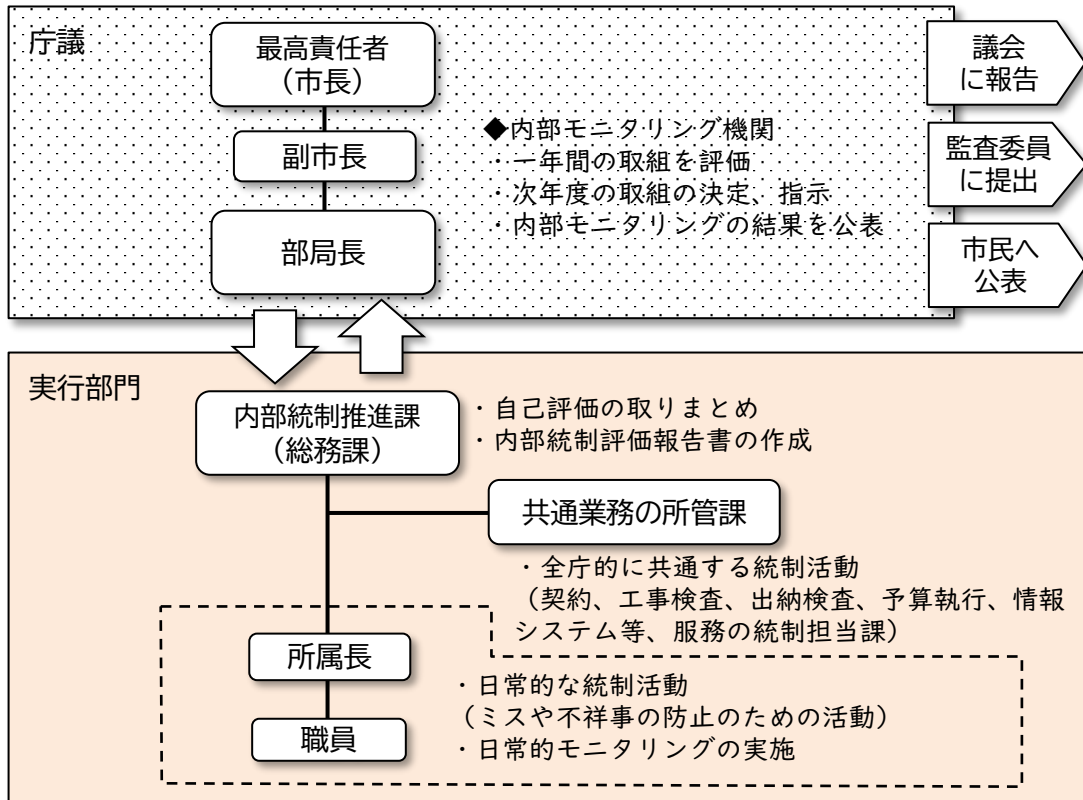 庁議
最高責任者
（市長）
副市長
部局長
◆内部モニタリング機関
・一年間の取組を評価
・次年度の取組の決定、指示
・内部モニタリングの結果を公表
議会
に報告
監査委員
に提出
市民へ
公表
実行部門
内部統制推進課
（総務課）
・自己評価の取りまとめ
・内部統制評価報告書の作成
共通業務の所管課
・全庁的に共通する統制活動
（契約、工事検査、出納検査、予算執行、情報
システム等、服務の統制担当課）
所属長
職員
・日常的な統制活動
（ミスや不祥事の防止のための活動）
・日常的モニタリングの実施